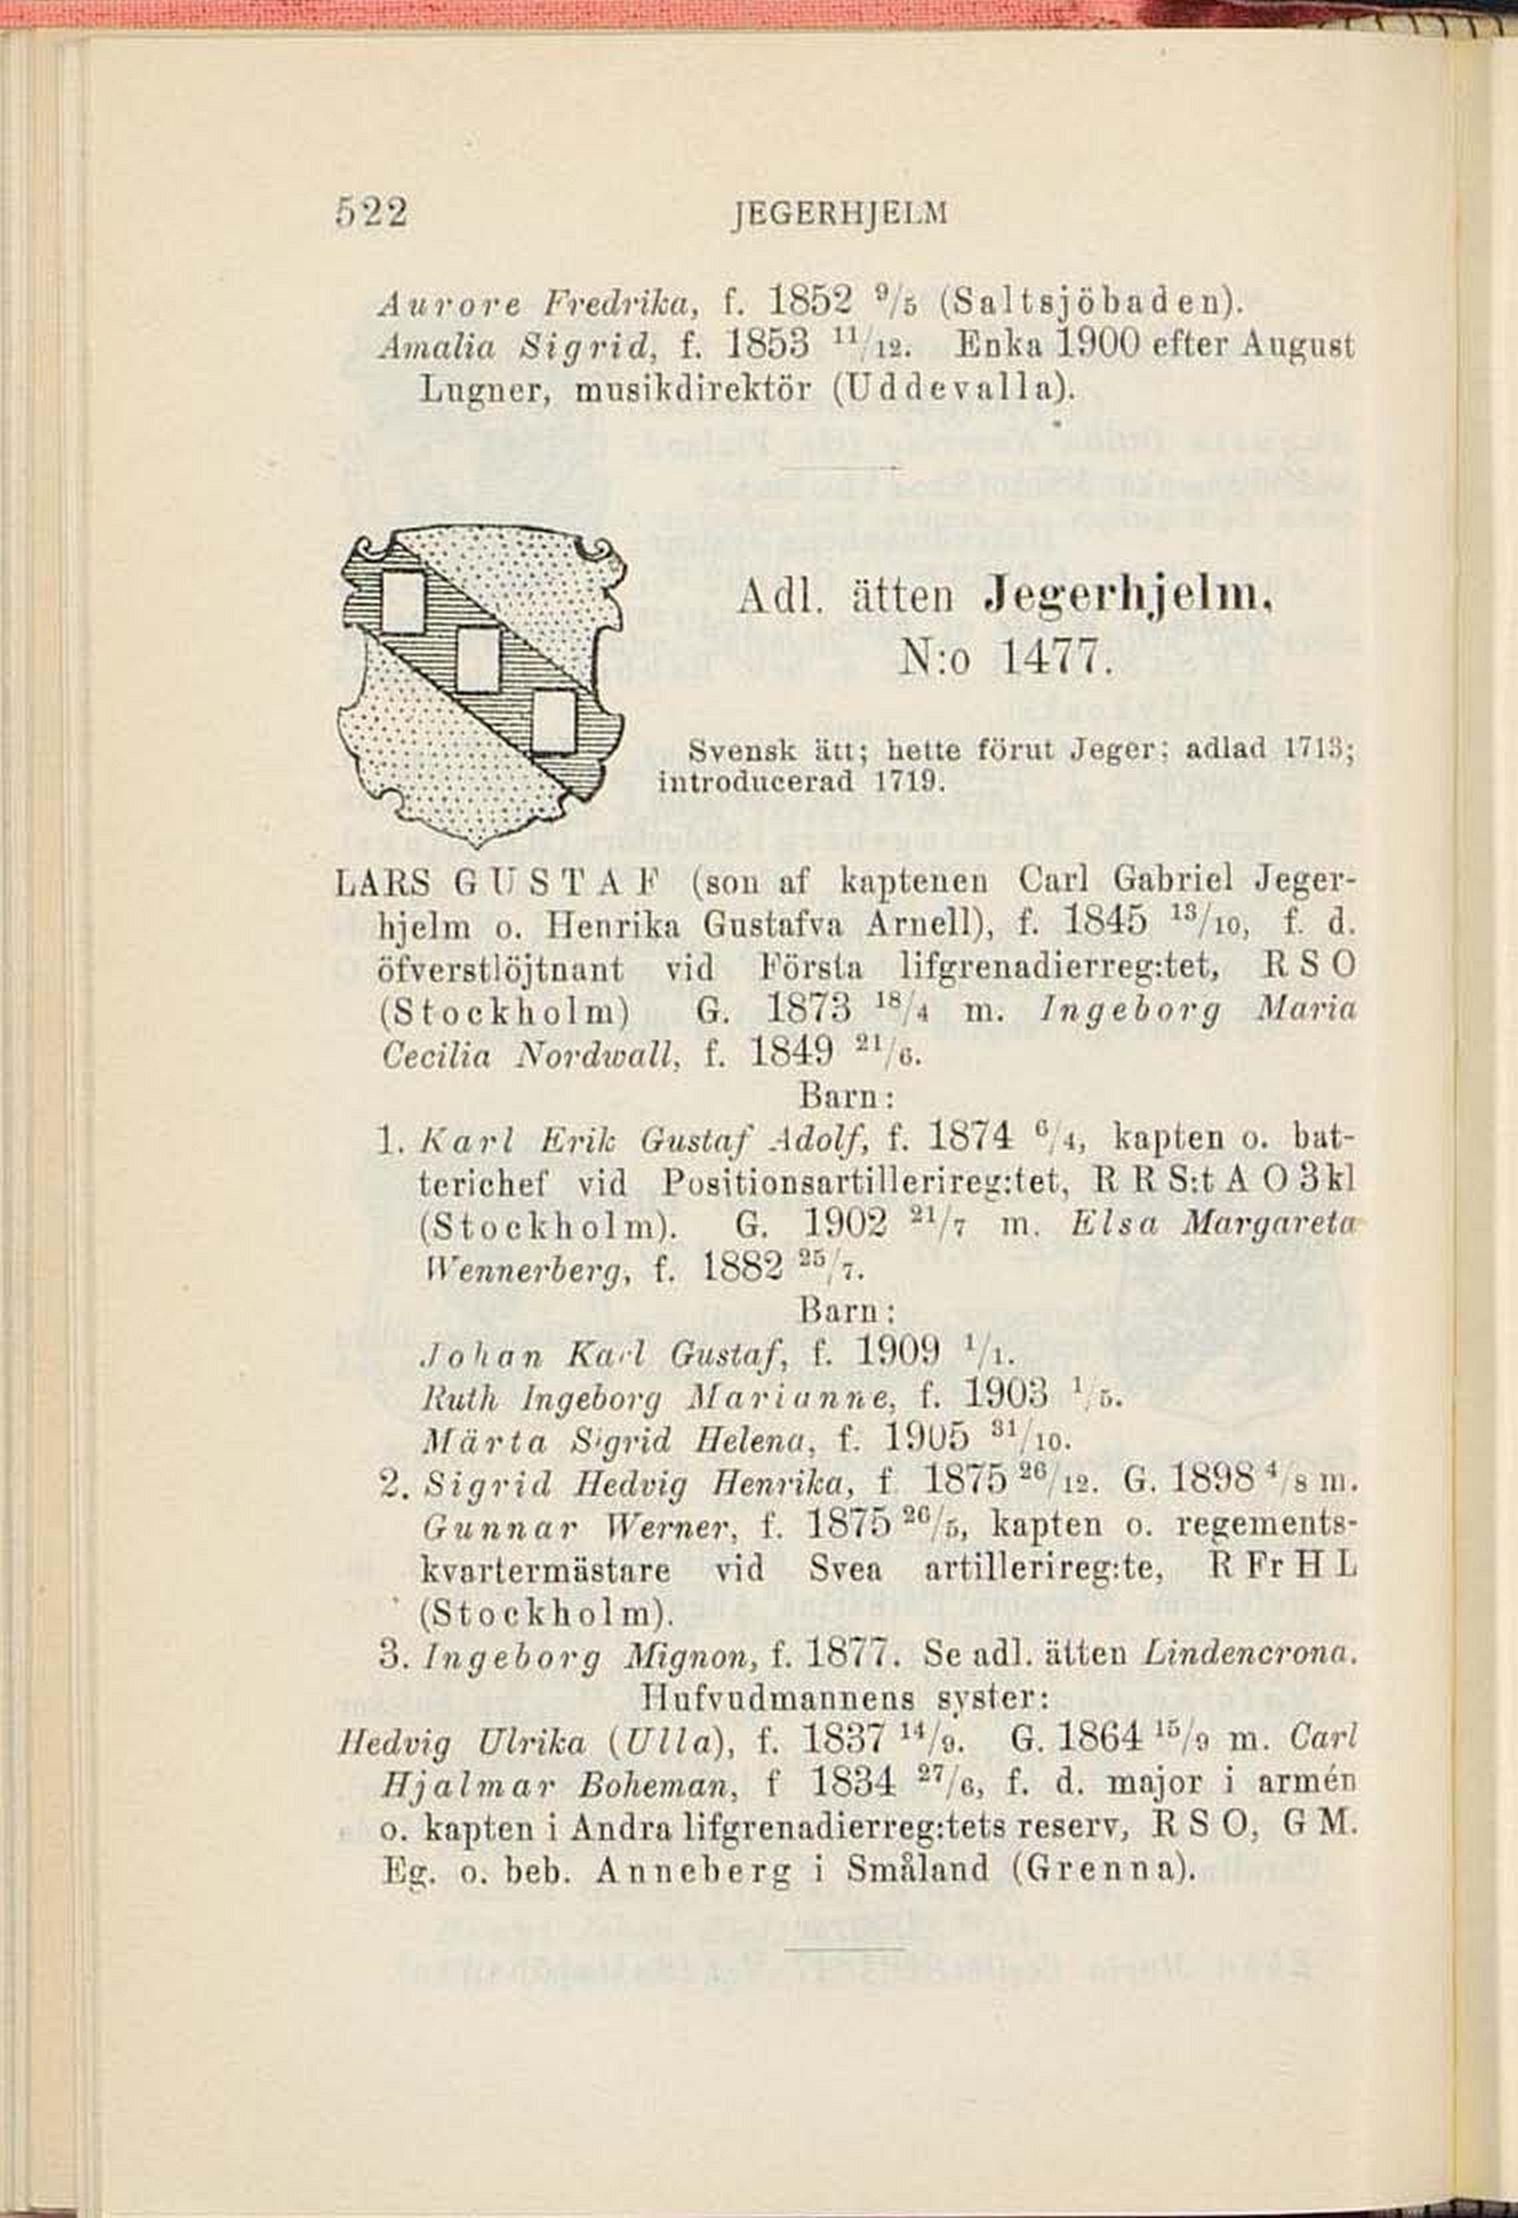 522 JEGERHJELM
Aurore Fredrika, f. 1852 9/5 (Saltsjöbaden).
Amalia Sigrid, f. 1853 11/12. Enka 1900 efter August
Lugner, musikdirektör (Uddevalla).
Adl. ätten Jegerhjelm,
N:o 1477.
Svensk ätt; hette förut Jeger; adlad 1713;
introducerad 1719.
LARS GUSTAF (son af kaptenen Carl Gabriel Jeger-
hjelm o. Henrika Gustafva Arnell), f. 1845 13/10, f. d.
öfverstlöjtnant vid Första lifgrenadierreg:tet, R S O
(Stockholm) G. 1873 18/4 m. Ingeborg Maria
Cecilia Nordwall, f. 1849 21/6.
Barn:
1. Karl Erik Gustaf Adolf, f. 1874 6/4, kapten o. bat-
terichef vid Positionsartillerireg:tet, R R S:t A O 3 kl
(Stockholm). G. 1902 21/7 m. Elsa Margareta
Wennerberg, f. 1882 25/7.
Barn:
Johan Karl Gustaf, f. 1909 1/1.
Ruth Ingeborg Marianne, f. 1903 1/5.
Märta Sigrid Helena, f. 1905 31/10.
2. Sigrid Hedvig Henrika, f 1875 26/12. G. 1898 4/8 m.
Gunnar Werner, f. 1875 26/5, kapten o. regements-
kvartermästare vid Svea artillerireg:te, R Fr H L
(Stockholm).
3. Ingeborg Mignon, f. 1877. Se adl. ätten Lindencrona.
Hufvudmannens syster:
Hedvig Ulrika (Ulla), f. 1837 14/9. G. 1864 15/9 m. Carl
Hjalmar Boheman, f 1834 27/6, f. d. major i armén
o. kapten i Andra lifgrenadierreg:tets reserv, R S O, G M.
Eg. o. beb. Anneberg i Småland (Grenna).